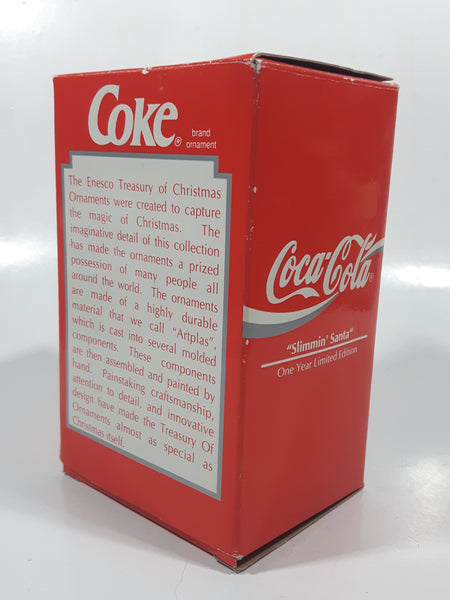 Coke® brand
ornament
The Enesco Treasury of Christmas
Ornaments were created to capture
the magic of Christmas. The
imaginative detail of this collection
has made the ornaments a prized
possession of many people all
around the world. The ornaments
are made of a highly durable
material that we call "Artplas",
which is cast into several molded
components. These components
are then assembled and painted by
hand. Painstaking craftsmanship,
attention to detail, and innovative
design have made the Treasury Of
Ornaments almost as special as
Christmas itself.
Coca-Cola®
"Slimmin' Santa"
One Year Limited Edition